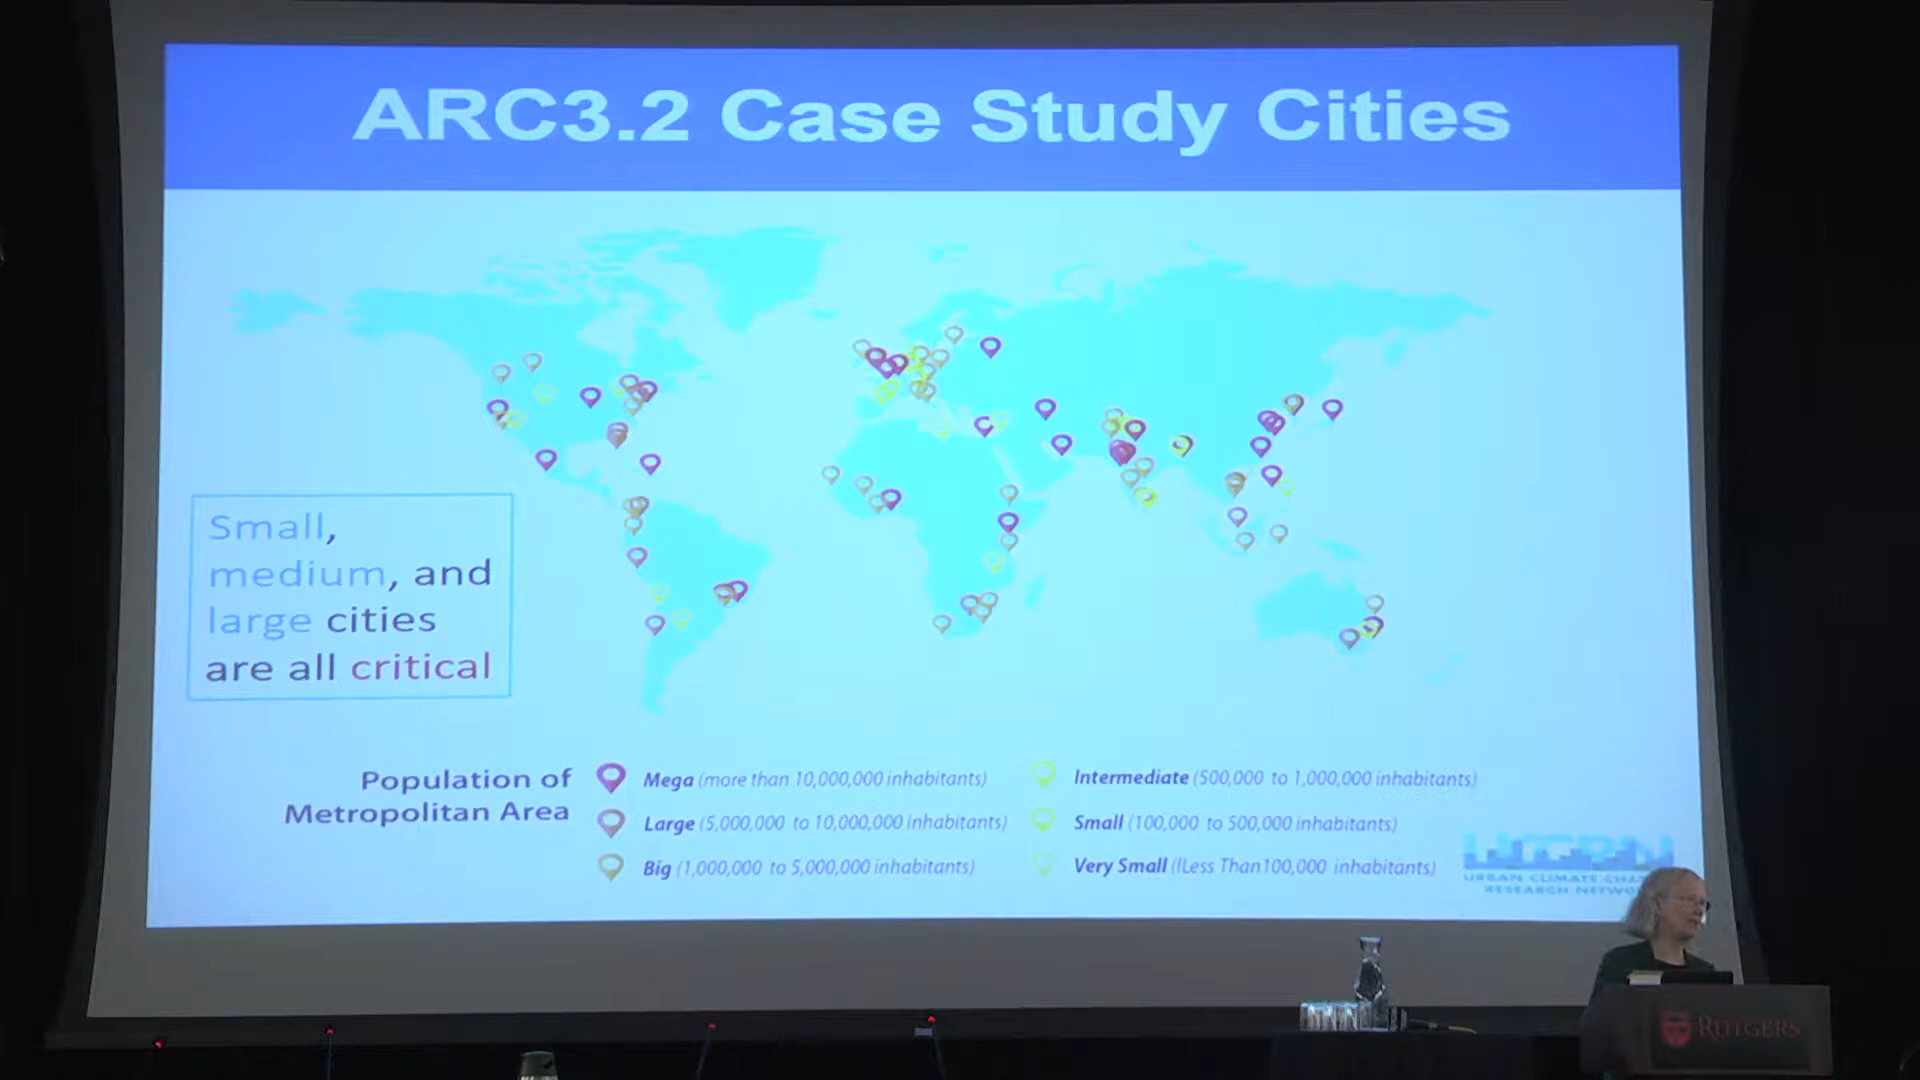 ARC3.2 Case Study Cities
Small,
medium, and
large cities
are all critical
Population of
Metropolitan Area
Mega (more than 10,000,000 inhabitants)
Large (5,000,000 to 10,000,000 inhabitants)
Big (1,000,000 to 5,000,000 inhabitants)
Intermediate (500,000 to 1,000,000 inhabitants)
Small (100,000 to 500,000 inhabitants)
Very Small (lLess Than100,000 inhabitants)
UCCRN
URBAN CLIMATE CHA
RESEARCH NETWO
RUTGERS